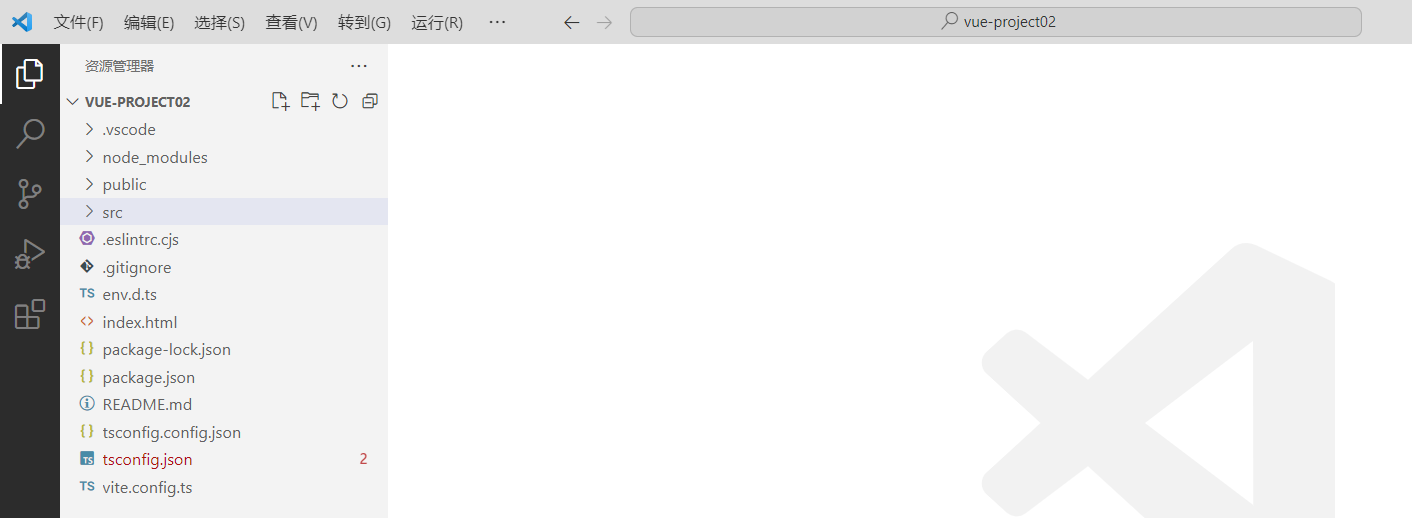 文件(F) 编辑(E) 选择(S) 查看(V) 转到(G) 运行(R) ··· vue-project02
资源管理器 ···
VUE-PROJECT02
.vscode
node_modules
public
src
.eslintrc.cjs
.gitignore
TS env.d.ts
index.html
{} package-lock.json
{} package.json
README.md
{} tsconfig.config.json
TS tsconfig.json 2
TS vite.config.ts